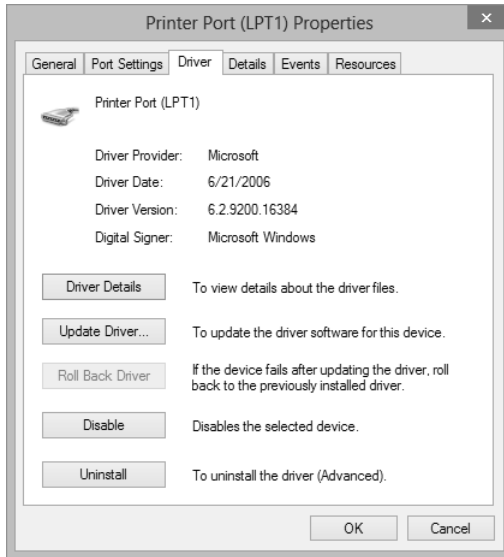 Printer Port (LPT1) Properties
×
General Port Settings Driver Details Events Resources
Printer Port (LPT1)
Driver Provider: Microsoft
Driver Date: 6/21/2006
Driver Version: 6.2.9200.16384
Digital Signer: Microsoft Windows
Driver Details To view details about the driver files.
Update Driver... To update the driver software for this device.
Roll Back Driver If the device fails after updating the driver, roll
back to the previously installed driver.
Disable Disables the selected device.
Uninstall To uninstall the driver (Advanced).
OK Cancel